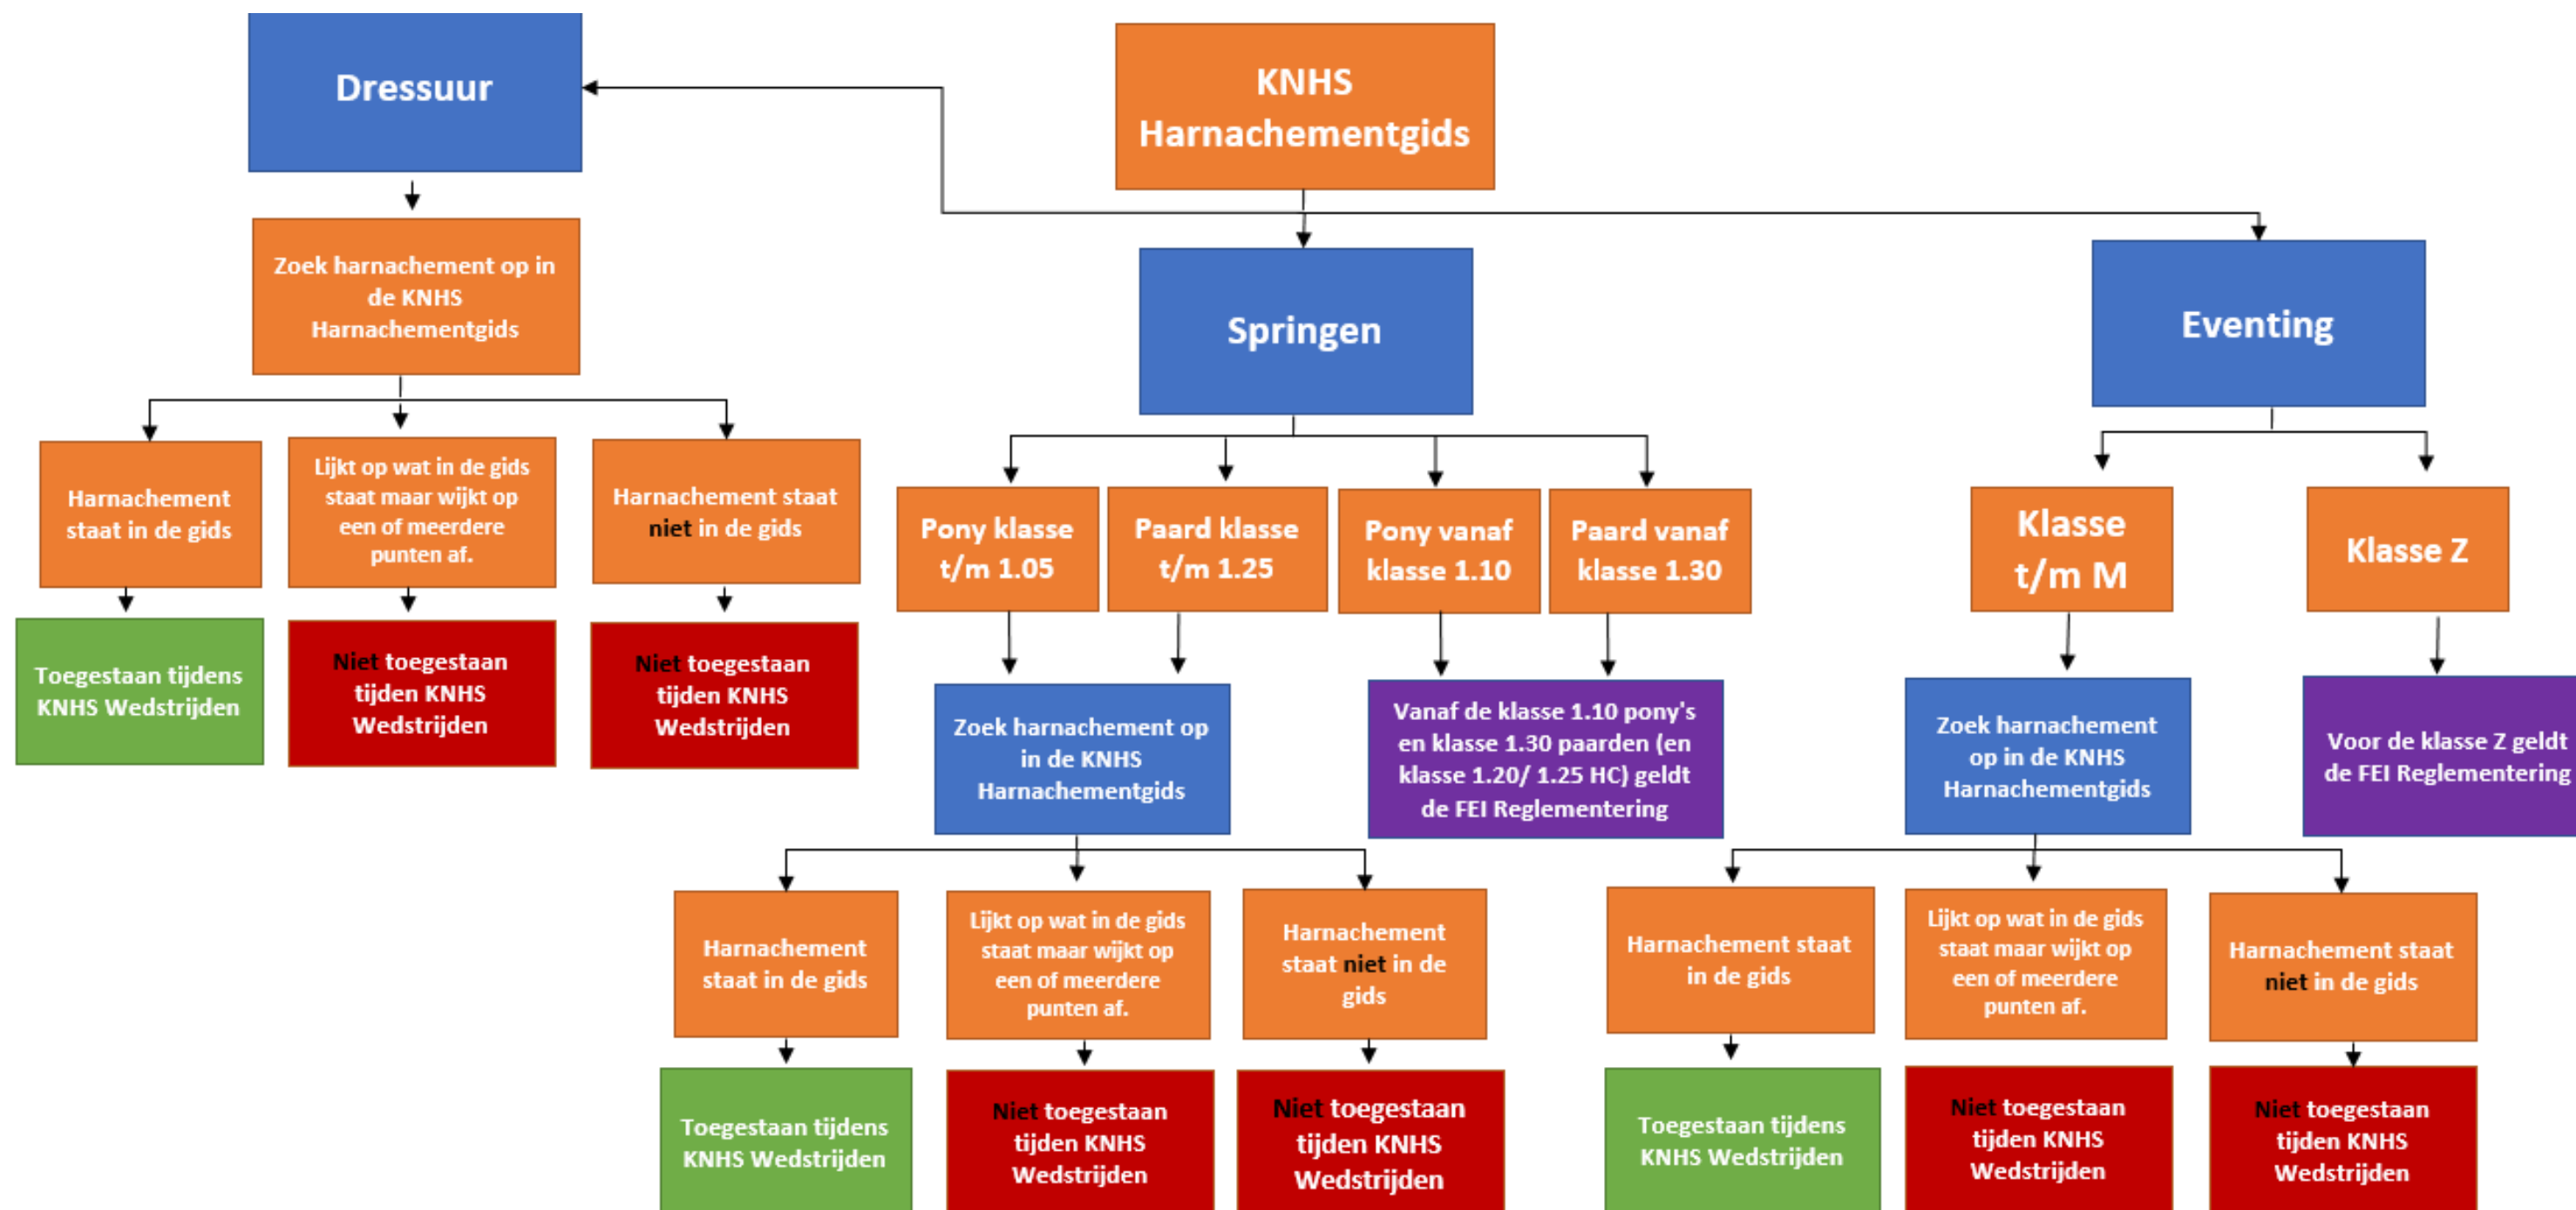 Dressuur
KNHS
Harnachementgids
Zoek harnachement op in
de KNHS
Harnachementgids
Springen
Eventing
Harnachement
staat in de gids
Lijkt op wat in de gids
staat maar wijkt op
een of meerdere
punten af.
Harnachement staat
niet in de gids
Pony klasse
t/m 1.05
Paard klasse
t/m 1.25
Pony vanaf
klasse 1.10
Paard vanaf
klasse 1.30
Klasse
t/m M
Klasse Z
Toegestaan tijdens
KNHS Wedstrijden
Niet toegestaan
tijden KNHS
Wedstrijden
Niet toegestaan
tijden KNHS
Wedstrijden
Zoek harnachement op
in de KNHS
Harnachementgids
Vanaf de klasse 1.10 pony's
en klasse 1.30 paarden (en
klasse 1.20/ 1.25 HC) geldt
de FEI Reglementering
Zoek harnachement
op in de KNHS
Harnachementgids
Voor de klasse Z geldt
de FEI Reglementering
Harnachement
staat in de gids
Lijkt op wat in de gids
staat maar wijkt op
een of meerdere
punten af.
Harnachement
staat niet in de
gids
Harnachement staat
in de gids
Lijkt op wat in de gids
staat maar wijkt op
een of meerdere
punten af.
Harnachement staat
niet in de gids
Toegestaan tijdens
KNHS Wedstrijden
Niet toegestaan
tijden KNHS
Wedstrijden
Niet toegestaan
tijden KNHS
Wedstrijden
Toegestaan tijdens
KNHS Wedstrijden
Niet toegestaan
tijden KNHS
Wedstrijden
Niet toegestaan
tijden KNHS
Wedstrijden